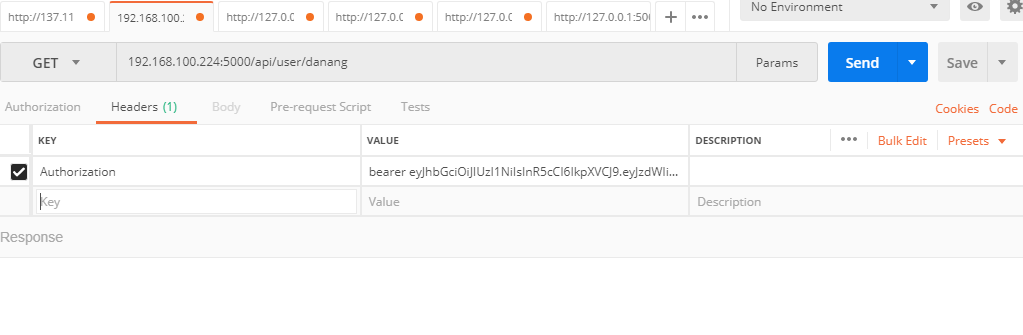 http://137.11
192.168.100.:
http://127.0.0
http://127.0.0
http://127.0.0
http://127.0.0.1:500
No Environment
GET
192.168.100.224:5000/api/user/danang
Params
Send
Save
Authorization
Headers (1)
Body
Pre-request Script
Tests
Cookies
Code
KEY
VALUE
DESCRIPTION
Bulk Edit
Presets
Authorization
bearer eyJhbGciOiJIUzI1NiIsInR5cCI6IkpXVCJ9.eyJzdWIi...
Key
Value
Description
Response